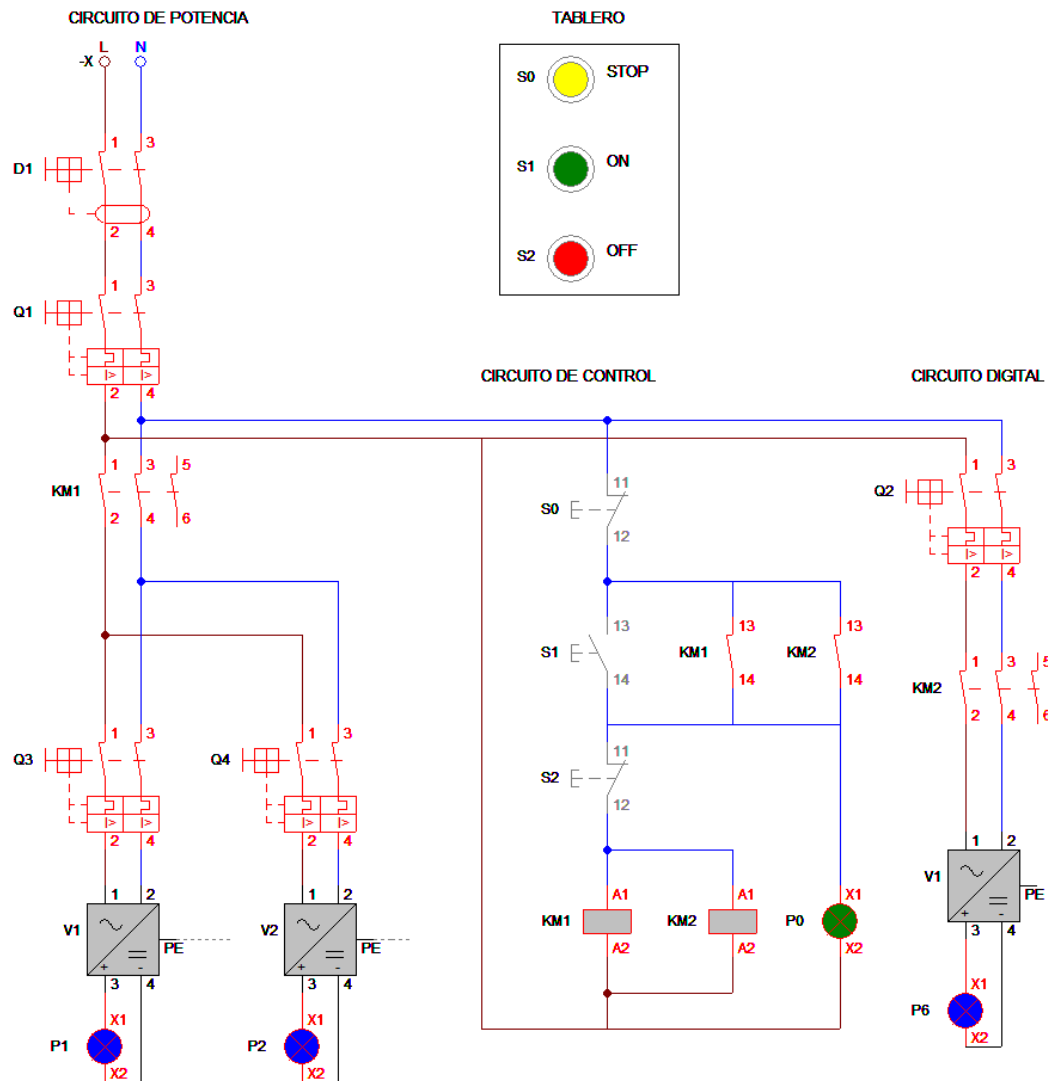 CIRCUITO DE POTENCIA
TABLERO
L N
-X
S0 STOP
S1 ON
S2 OFF
1 3
D1
2 4
1 3
Q1
I> I>
2 4
CIRCUITO DE CONTROL
CIRCUITO DIGITAL
1 3 5
KM1
2 4 6
11
S0
12
1 3
Q2
I> I>
2 4
13 13 13
S1 KM1 KM2
14 14 14
1 3 5
KM2
2 4 6
11
S2
12
1 3 1 3
Q3 Q4
I> I> I> I>
2 4 2 4
1 2
V1
PE
+ -
3 4
1 2 1 2
V1 V2
PE PE
+ - + -
3 4 3 4
A1 A1 X1
KM1 KM2 P0
A2 A2 X2
X1
P6
X2
X1 X1
P1 P2
X2 X2